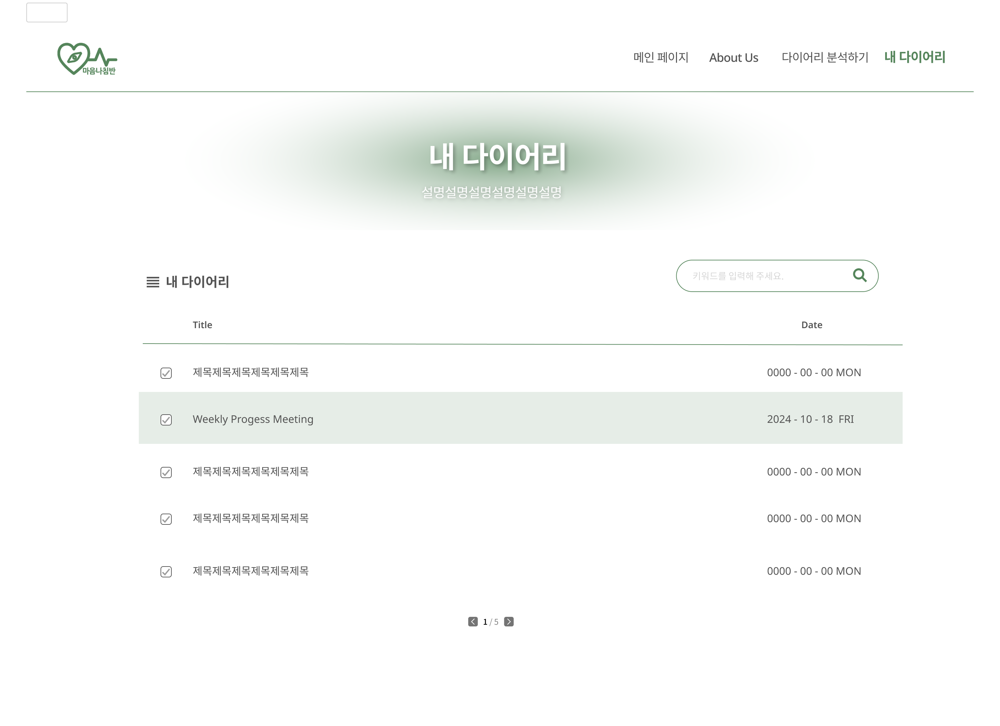 마음나침반
메인 페이지 About Us 다이어리 분석하기 내 다이어리
내 다이어리
설명설명설명설명설명설명
내 다이어리
키워드를 입력해 주세요.
Title Date
제목제목제목제목제목제목 0000 - 00 - 00 MON
Weekly Progess Meeting 2024 - 10 - 18 FRI
제목제목제목제목제목제목 0000 - 00 - 00 MON
제목제목제목제목제목제목 0000 - 00 - 00 MON
제목제목제목제목제목제목 0000 - 00 - 00 MON
1 / 5